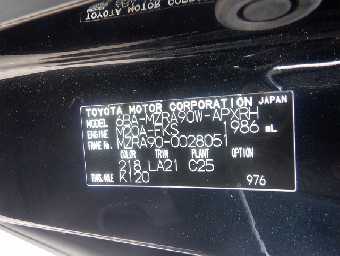 TOYOTA MOTOR CORPORATION JAPAN
MODEL 6BA-MZRA90W-APXRH
ENGINE M20A-FKS 1986 mL
FRAME No. MZRA90-0028051
COLOR TRIM PLANT OPTION
218 LA21 C25
TRANS./AXLE K120
976